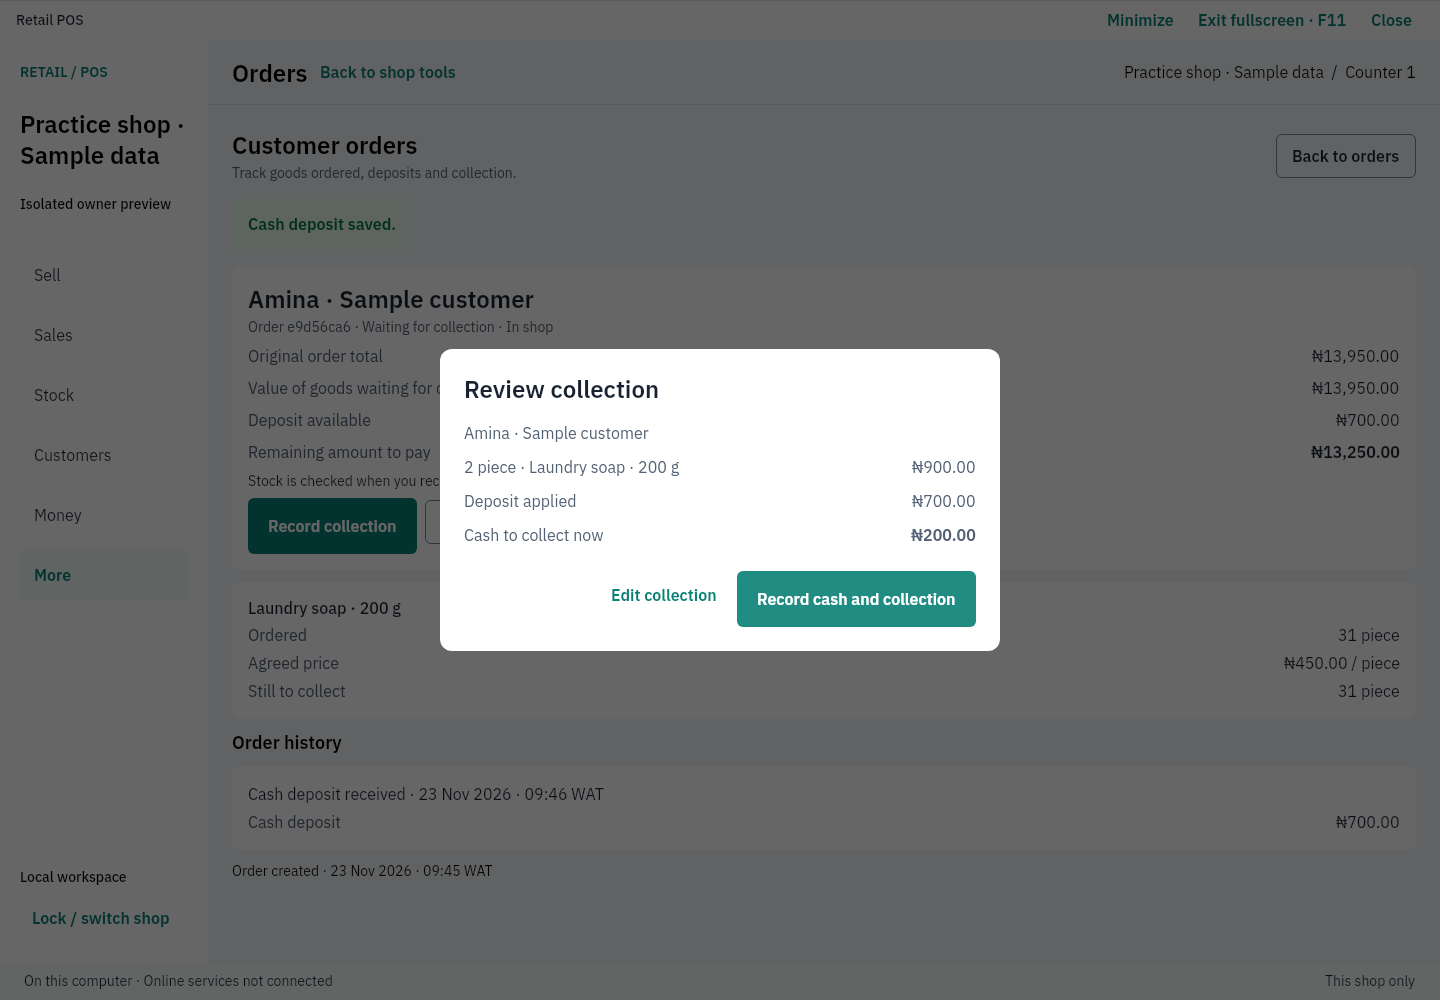 Retail POS
Minimize
Exit fullscreen · F11
Close
RETAIL / POS
Practice shop ·
Sample data
Isolated owner preview
Sell
Sales
Stock
Customers
Money
More
Local workspace
Lock / switch shop
Orders
Back to shop tools
Practice shop · Sample data / Counter 1
Customer orders
Track goods ordered, deposits and collection.
Back to orders
Cash deposit saved.
Amina · Sample customer
Order e9d56ca6 · Waiting for collection · In shop
Original order total
₦13,950.00
Value of goods waiting for
₦13,950.00
Deposit available
₦700.00
Remaining amount to pay
₦13,250.00
Stock is checked when you
Record collection
Review collection
Amina · Sample customer
2 piece · Laundry soap · 200 g
₦900.00
Deposit applied
₦700.00
Cash to collect now
₦200.00
Edit collection
Record cash and collection
Laundry soap · 200 g
Ordered
31 piece
Agreed price
₦450.00 / piece
Still to collect
31 piece
Order history
Cash deposit received · 23 Nov 2026 · 09:46 WAT
Cash deposit
₦700.00
Order created · 23 Nov 2026 · 09:45 WAT
On this computer · Online services not connected
This shop only